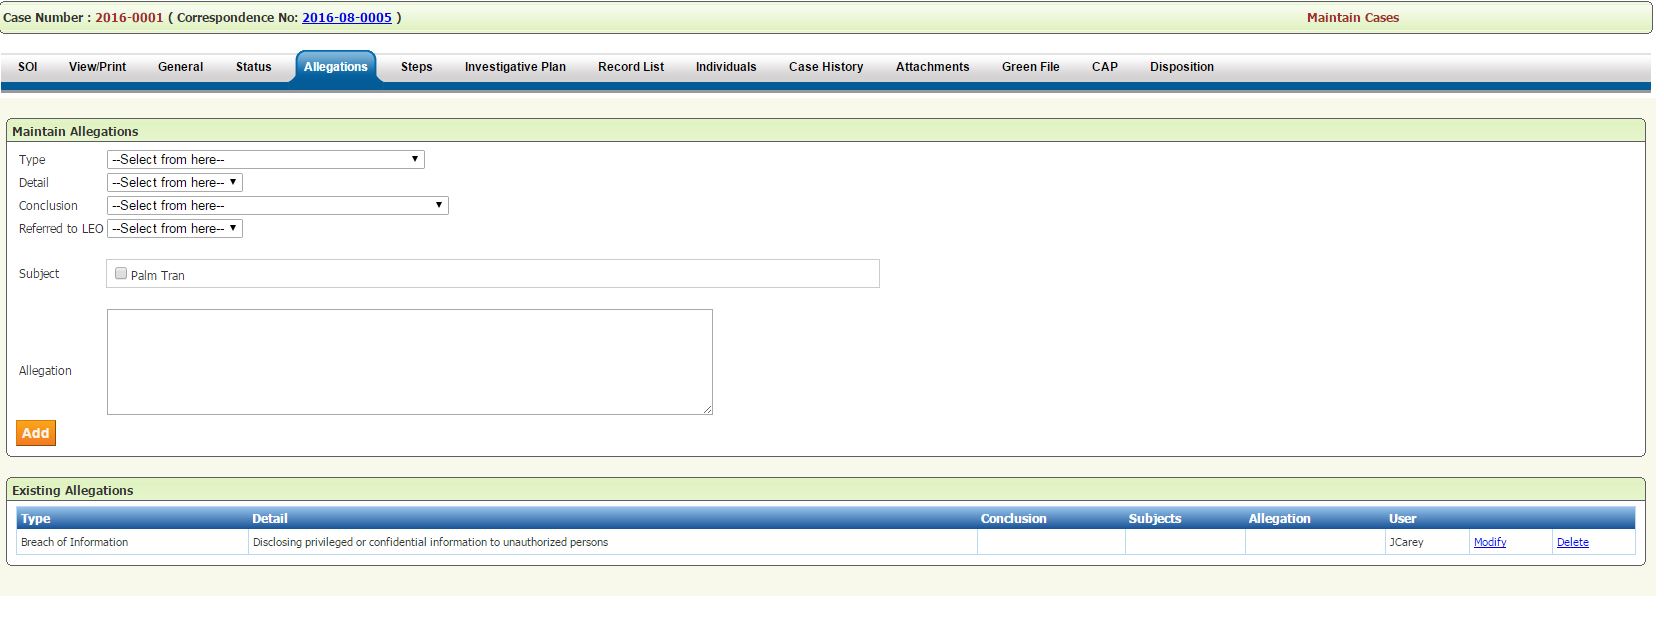 Case Number : 2016-0001 ( Correspondence No: 2016-08-0005 ) Maintain Cases
SOI View/Print General Status Allegations Steps Investigative Plan Record List Individuals Case History Attachments Green File CAP Disposition
Maintain Allegations
Type --Select from here--
Detail --Select from here--
Conclusion --Select from here--
Referred to LEO --Select from here--
Subject Palm Tran
Allegation
Add
Existing Allegations
Type Detail Conclusion Subjects Allegation User
Breach of Information Disclosing privileged or confidential information to unauthorized persons JCarey Modify Delete